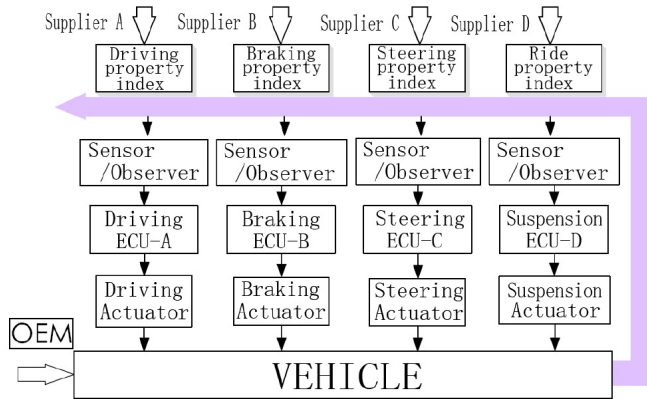 Supplier A
Supplier B
Supplier C
Supplier D
Driving
property
index
Braking
property
index
Steering
property
index
Ride
property
index
Sensor
/Observer
Sensor
/Observer
Sensor
/Observer
Sensor
/Observer
Driving
ECU-A
Braking
ECU-B
Steering
ECU-C
Suspension
ECU-D
Driving
Actuator
Braking
Actuator
Steering
Actuator
Suspension
Actuator
OEM
VEHICLE